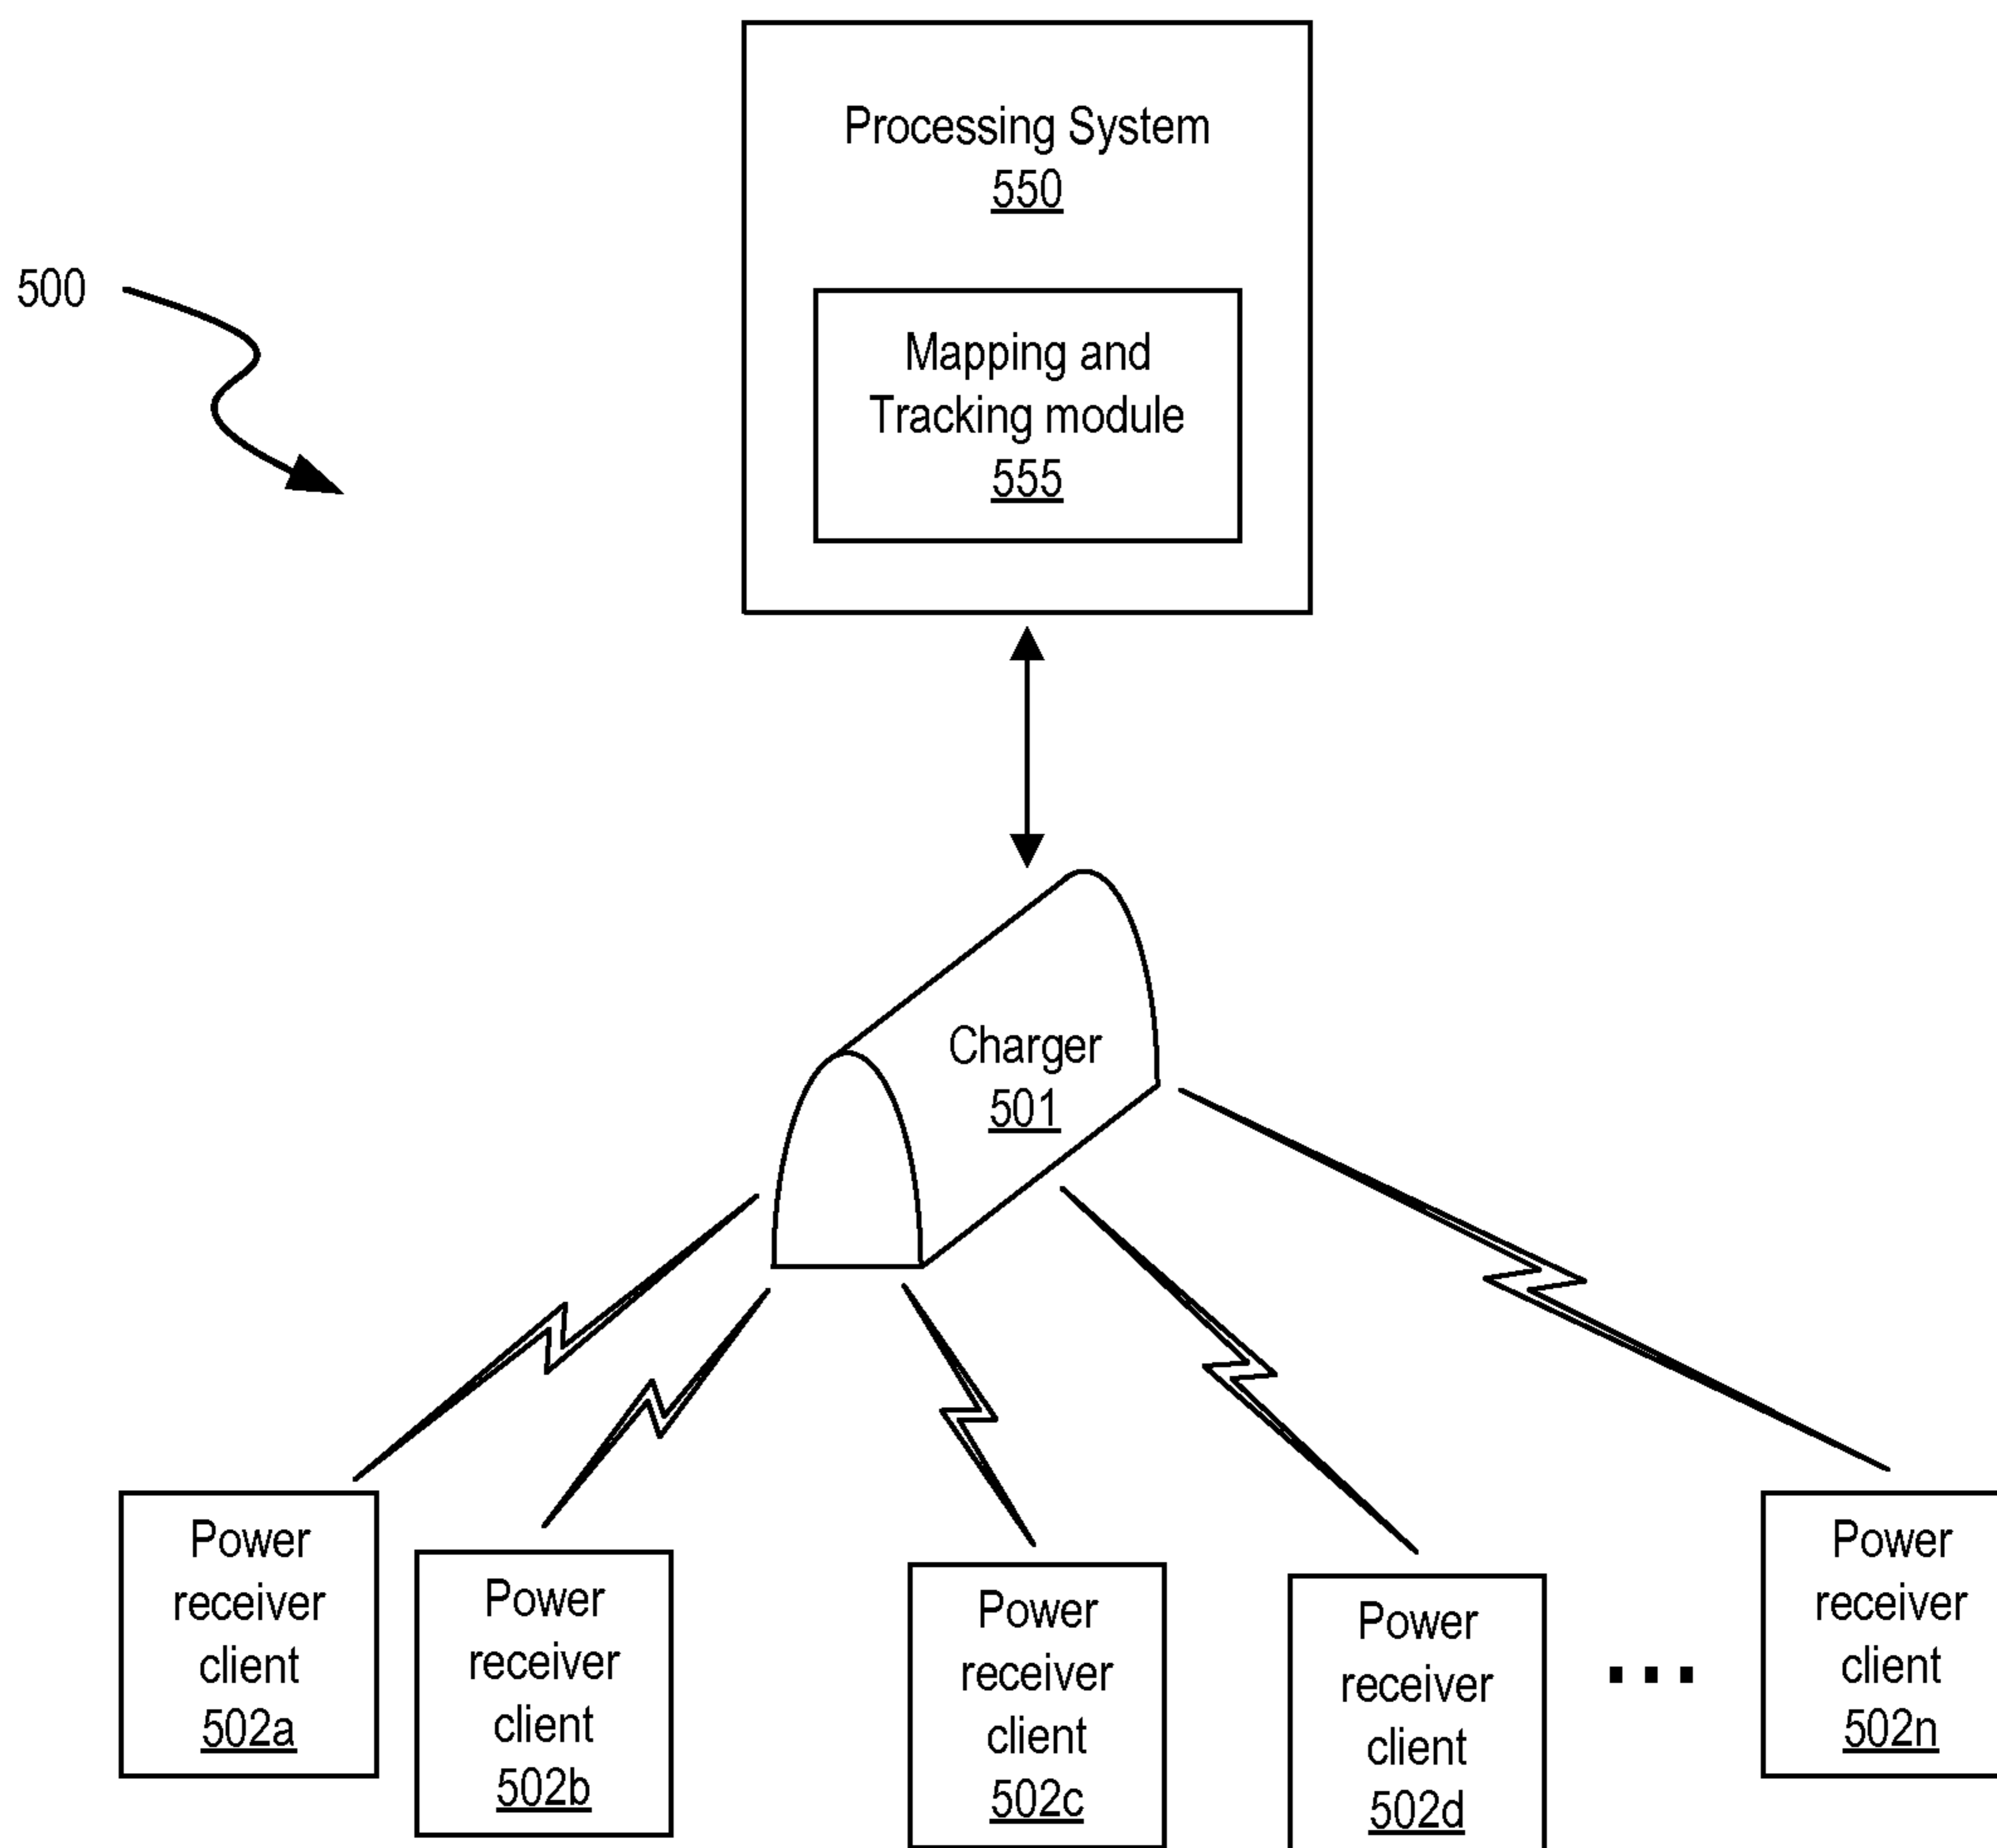 Processing System
550
500
Mapping and
Tracking module
555
Charger
501
Power
receiver
client
502a
Power
receiver
client
502b
Power
receiver
client
502c
Power
receiver
client
502d
...
Power
receiver
client
502n